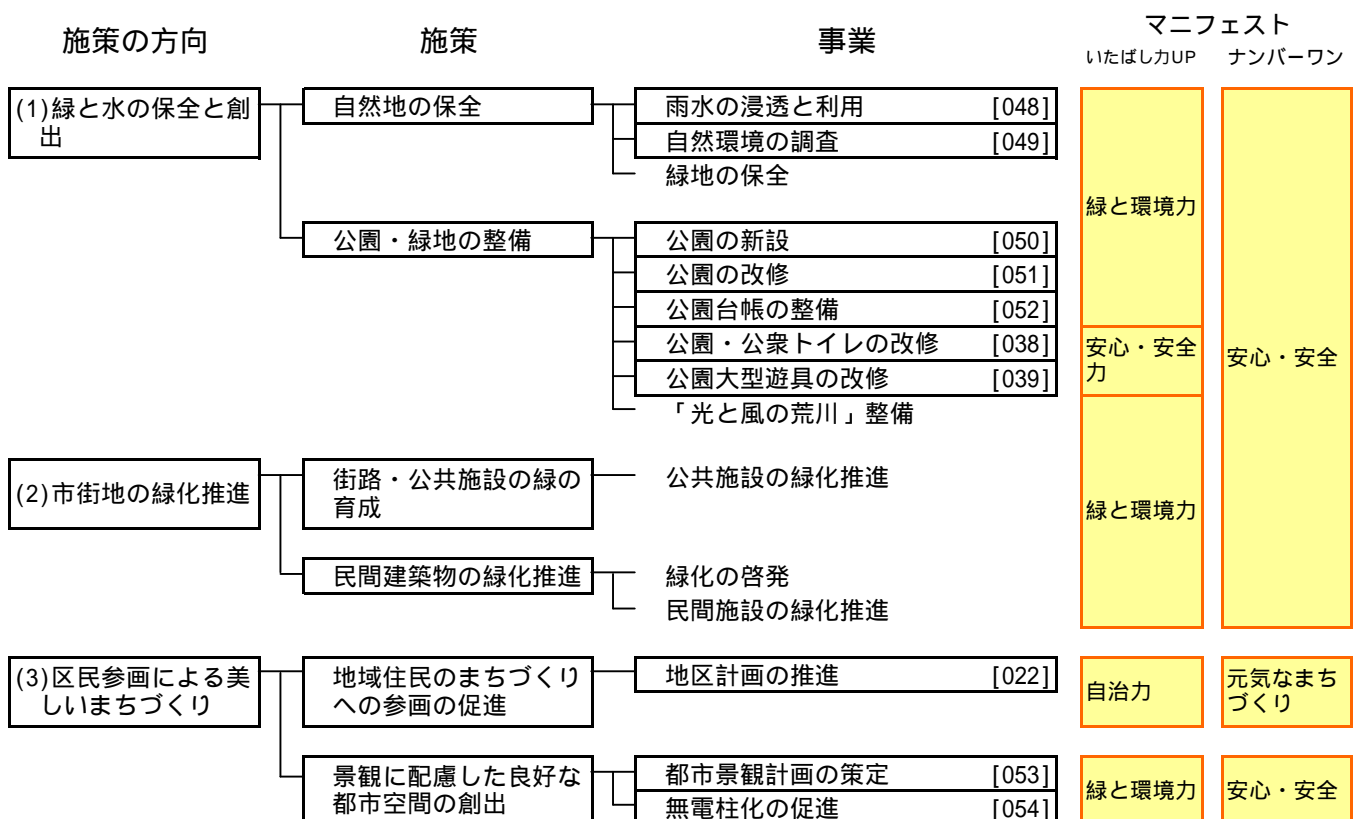 施策の方向
施策
事業
マニフェスト
いたばし力UP
ナンバーワン
(1)緑と水の保全と創
出
自然地の保全
雨水の浸透と利用 [048]
自然環境の調査 [049]
緑地の保全
公園・緑地の整備
公園の新設 [050]
公園の改修 [051]
公園台帳の整備 [052]
公園・公衆トイレの改修 [038]
公園大型遊具の改修 [039]
「光と風の荒川」整備
緑と環境力
安心・安全
力
緑と環境力
安心・安全
(2)市街地の緑化推進
街路・公共施設の緑の
育成
公共施設の緑化推進
民間建築物の緑化推進
緑化の啓発
民間施設の緑化推進
(3)区民参画による美
しいまちづくり
地域住民のまちづくり
への参画の促進
地区計画の推進 [022]
自治力
元気なまち
づくり
景観に配慮した良好な
都市空間の創出
都市景観計画の策定 [053]
無電柱化の促進 [054]
緑と環境力
安心・安全